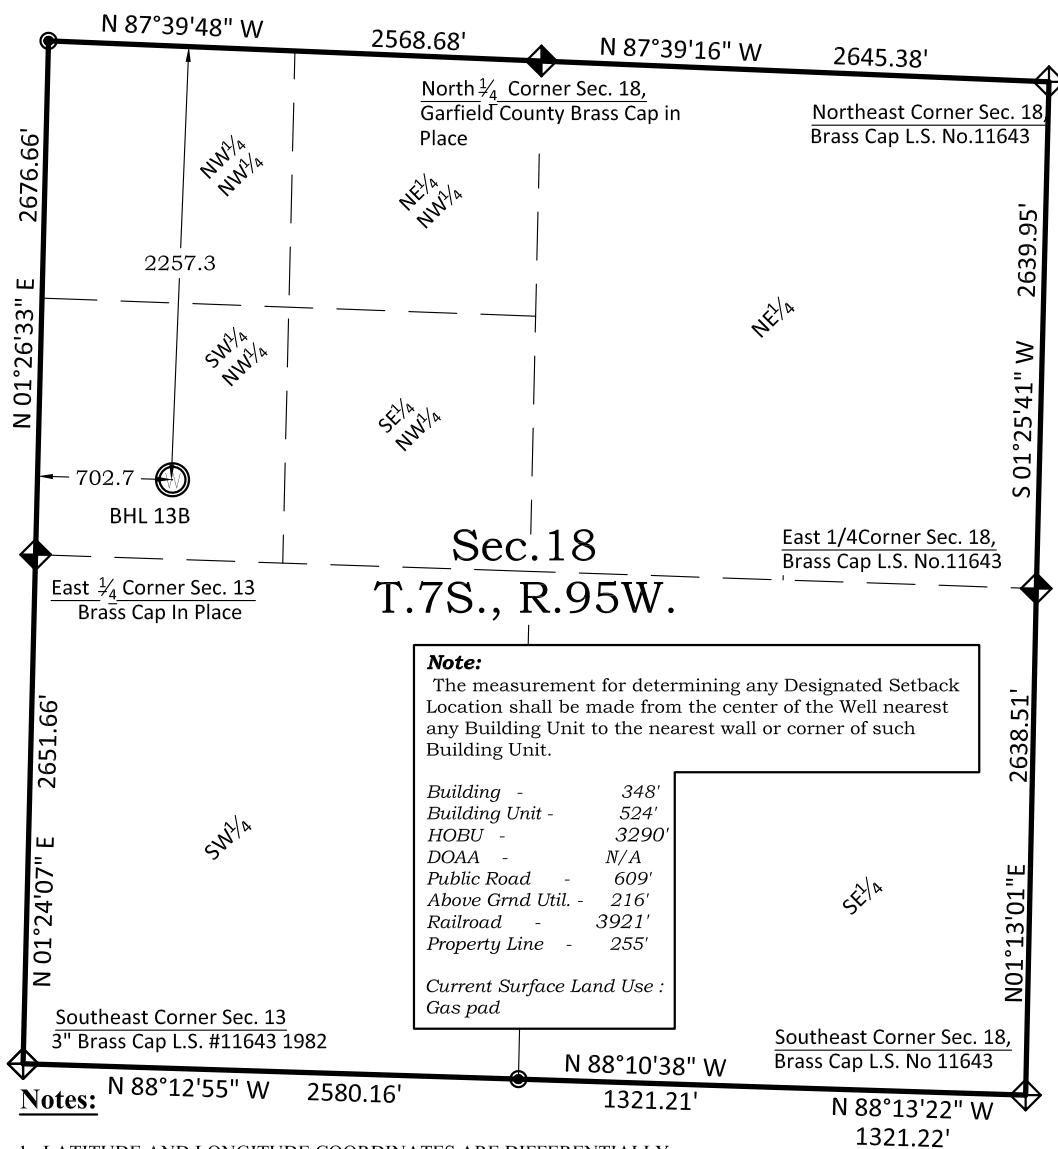 N 87°39'48" W
2568.68'
N 87°39'16" W
2645.38'
North 1/4 Corner Sec. 18,
Garfield County Brass Cap in
Place
Northeast Corner Sec. 18,
Brass Cap L.S. No.11643
2676.66'
N 01°26'33" E
NW1/4
NW1/4
NE1/4
NW1/4
2257.3
SW1/4
NW1/4
SE1/4
NW1/4
NE1/4
2639.95'
S 01°25'41" W
702.7
W
BHL 13B
Sec.18
T.7S., R.95W.
East 1/4Corner Sec. 18,
Brass Cap L.S. No.11643
East 1/4 Corner Sec. 13
Brass Cap In Place
Note:
The measurement for determining any Designated Setback
Location shall be made from the center of the Well nearest
any Building Unit to the nearest wall or corner of such
Building Unit.
Building - 348'
Building Unit - 524'
HOBU - 3290'
DOAA - N/A
Public Road - 609'
Above Grnd Util. - 216'
Railroad - 3921'
Property Line - 255'
Current Surface Land Use :
Gas pad
2651.66'
N 01°24'07" E
SW1/4
SE1/4
2638.51'
N01°13'01"E
Southeast Corner Sec. 13
3" Brass Cap L.S. #11643 1982
Southeast Corner Sec. 18,
Brass Cap L.S. No 11643
N 88°12'55" W
2580.16'
N 88°10'38" W
1321.21'
N 88°13'22" W
1321.22'
Notes:
1. LATITUDE AND LONGITUDE COORDINATES ARE DIFFERENTIALLY